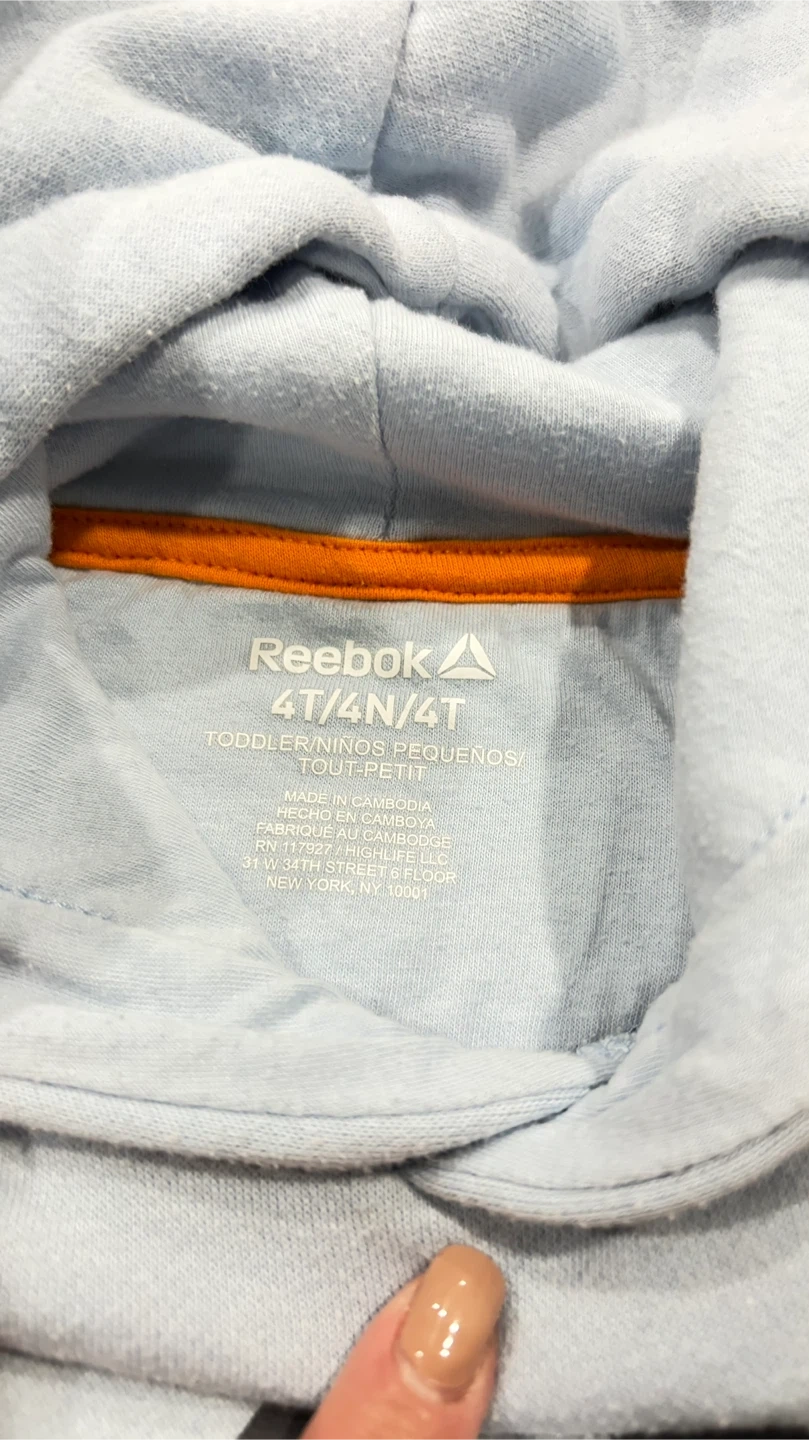 Reebok
4T/4N/4T
TODDLER/NIÑOS PEQUEÑOS/
TOUT-PETIT
MADE IN CAMBODIA
HECHO EN CAMBOYA
FABRIQUÉ AU CAMBODGE
RN 117927 / HIGHLIFE LLC
31 W 34TH STREET 6 FLOOR
NEW YORK, NY 10001